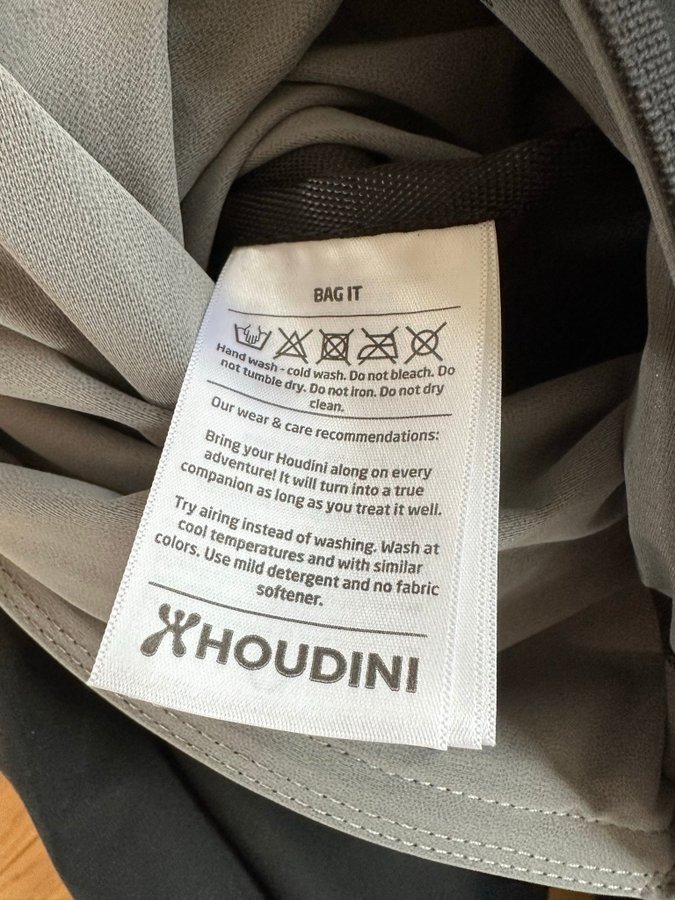 BAG IT
Hand wash - cold wash. Do not bleach. Do
not tumble dry. Do not iron. Do not dry
clean.
Our wear & care recommendations:
Bring your Houdini along on every
adventure! It will turn into a true
companion as long as you treat it well.
Try airing instead of washing. Wash at
cool temperatures and with similar
colors. Use mild detergent and no fabric
softener.
HOUDINI